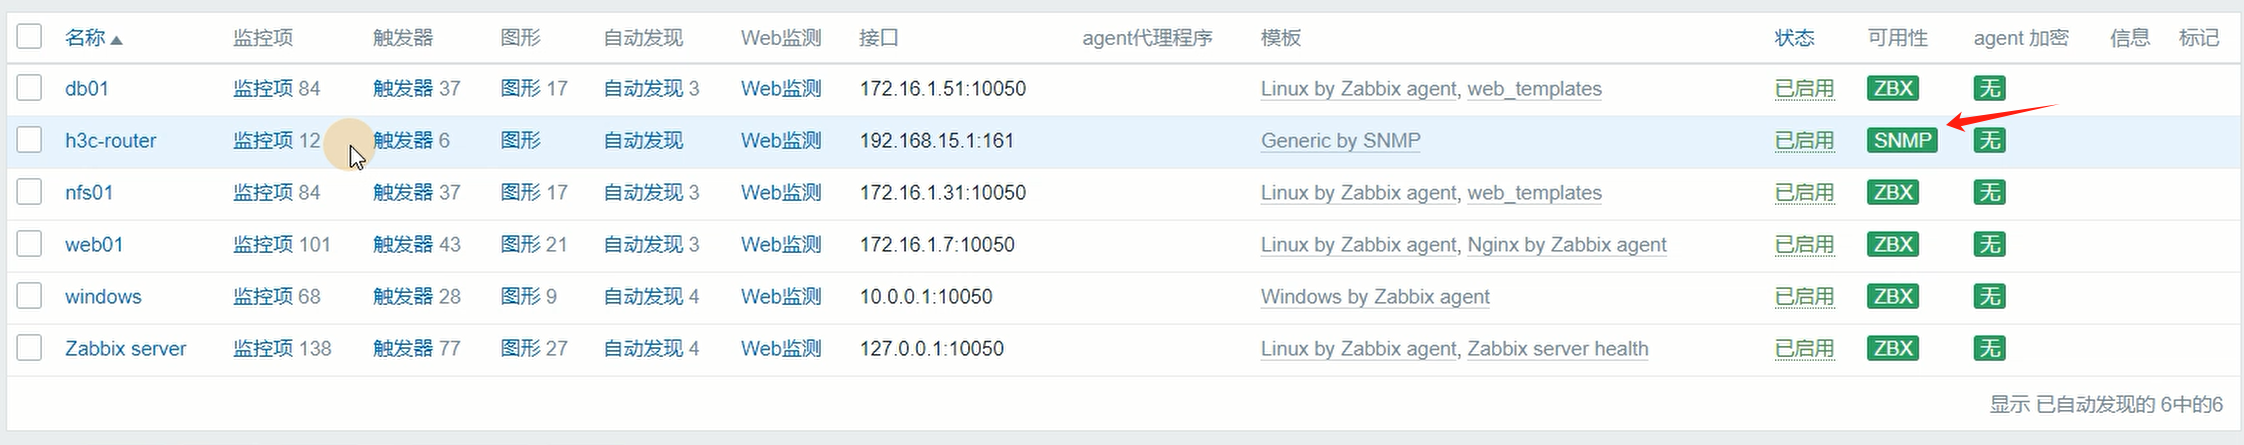 名称▲ 监控项 触发器 图形 自动发现 Web监测 接口 agent代理程序 模板 状态 可用性 agent 加密 信息 标记
db01 监控项 84 触发器 37 图形 17 自动发现 3 Web监测 172.16.1.51:10050 Linux by Zabbix agent, web_templates 已启用 ZBX 无
h3c-router 监控项 12 触发器 6 图形 自动发现 Web监测 192.168.15.1:161 Generic by SNMP 已启用 SNMP 无
nfs01 监控项 84 触发器 37 图形 17 自动发现 3 Web监测 172.16.1.31:10050 Linux by Zabbix agent, web_templates 已启用 ZBX 无
web01 监控项 101 触发器 43 图形 21 自动发现 3 Web监测 172.16.1.7:10050 Linux by Zabbix agent, Nginx by Zabbix agent 已启用 ZBX 无
windows 监控项 68 触发器 28 图形 9 自动发现 4 Web监测 10.0.0.1:10050 Windows by Zabbix agent 已启用 ZBX 无
Zabbix server 监控项 138 触发器 77 图形 27 自动发现 4 Web监测 127.0.0.1:10050 Linux by Zabbix agent, Zabbix server health 已启用 ZBX 无
显示 已自动发现的 6中的6